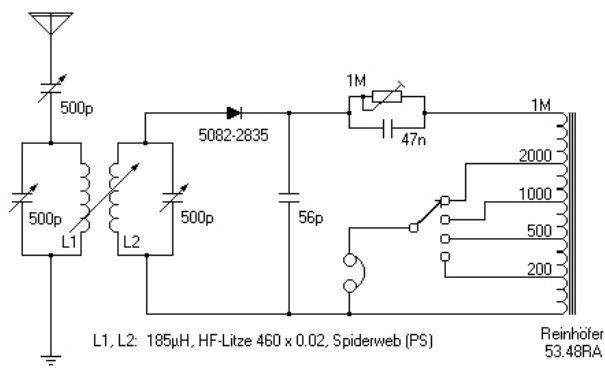 500p
1M
1M
5082-2835
47n
2000
500p
500p
56p
1000
L1
L2
500
200
L1, L2: 185µH, HF-Litze 460 x 0.02, Spiderweb (PS)
Reinhöfer
53.48RA